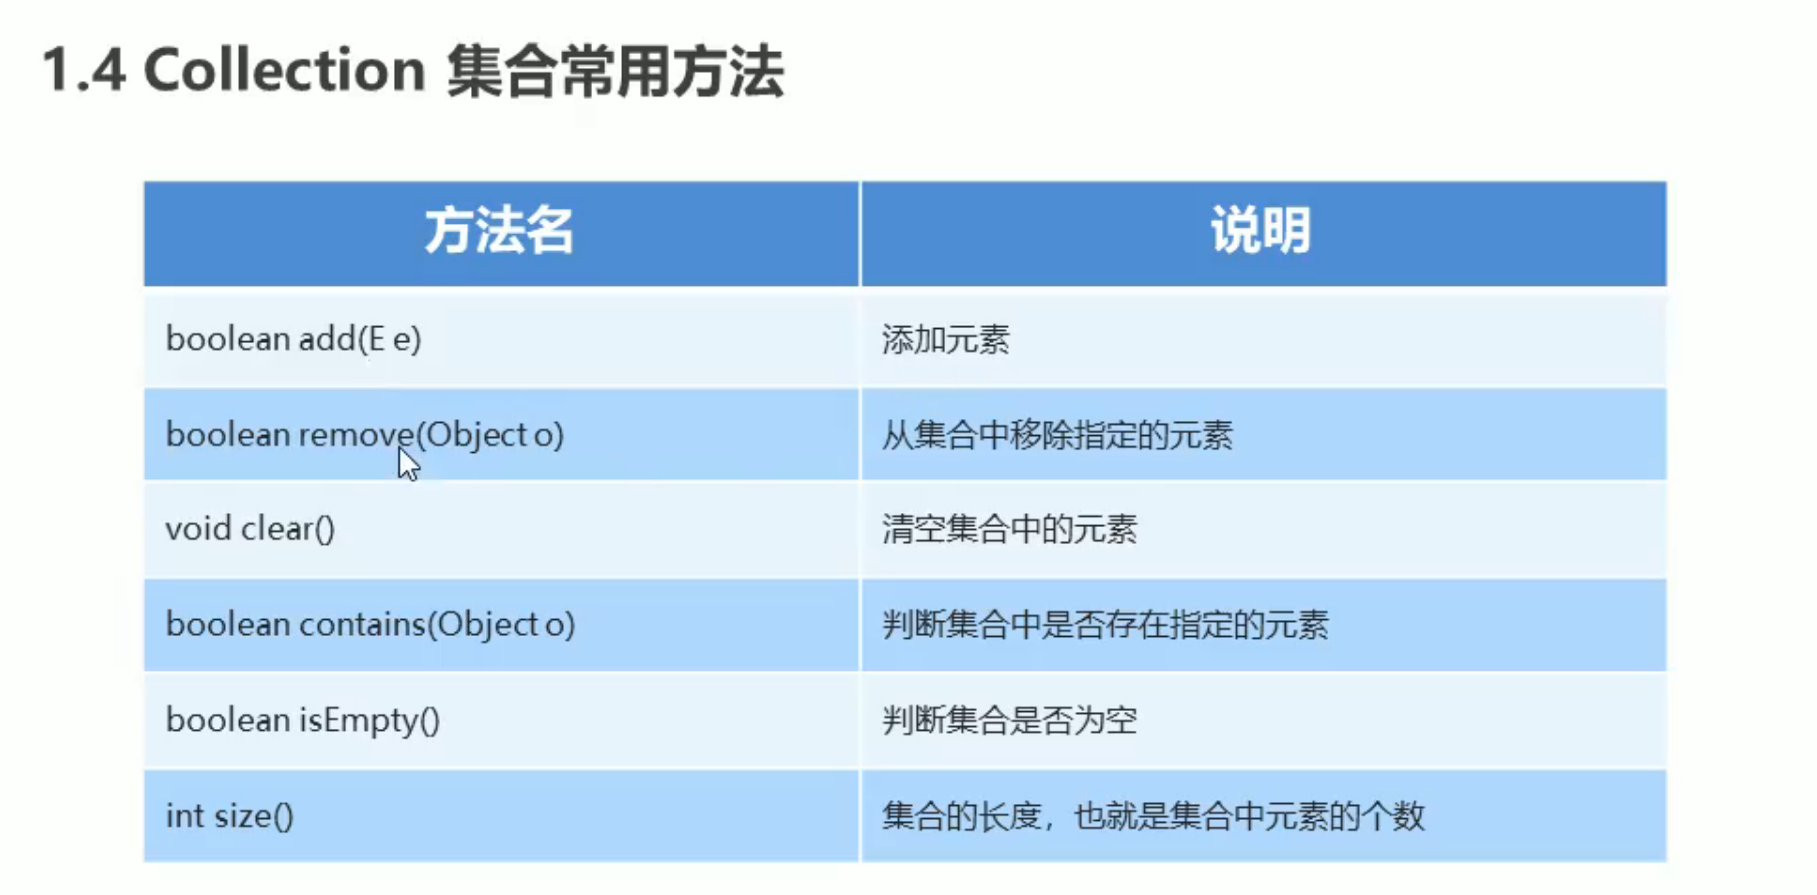 1.4 Collection 集合常用方法
方法名 说明
boolean add(E e) 添加元素
boolean remove(Object o) 从集合中移除指定的元素
void clear() 清空集合中的元素
boolean contains(Object o) 判断集合中是否存在指定的元素
boolean isEmpty() 判断集合是否为空
int size() 集合的长度，也就是集合中元素的个数